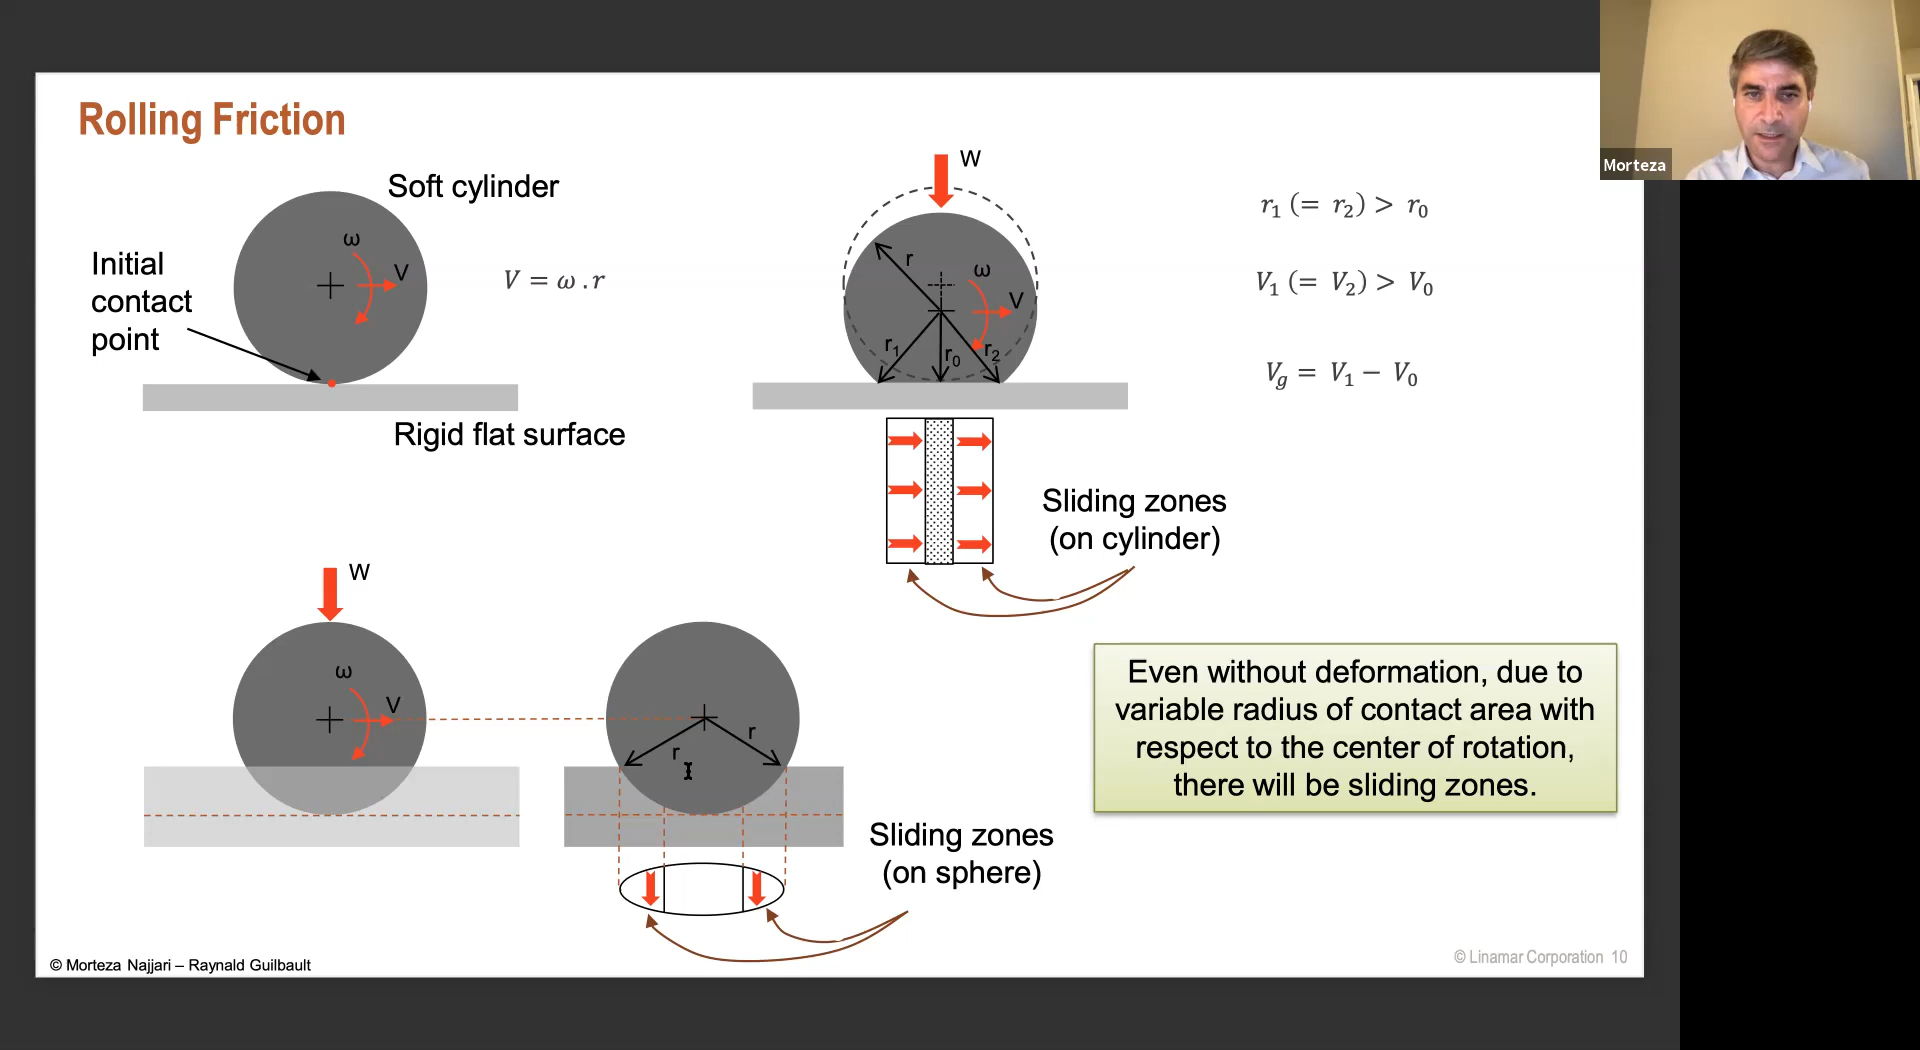 Rolling Friction
Soft cylinder
ω
V
Initial
contact
point
V = ω . r
Rigid flat surface
W
r
ω
V
r₁
r₀
r₂
r₁ (= r₂) > r₀
V₁ (= V₂) > V₀
V_g = V₁ − V₀
Sliding zones
(on cylinder)
W
ω
V
r
r
Sliding zones
(on sphere)
Even without deformation, due to
variable radius of contact area with
respect to the center of rotation,
there will be sliding zones.
© Morteza Najjari – Raynald Guilbault
© Linamar Corporation 10
Morteza